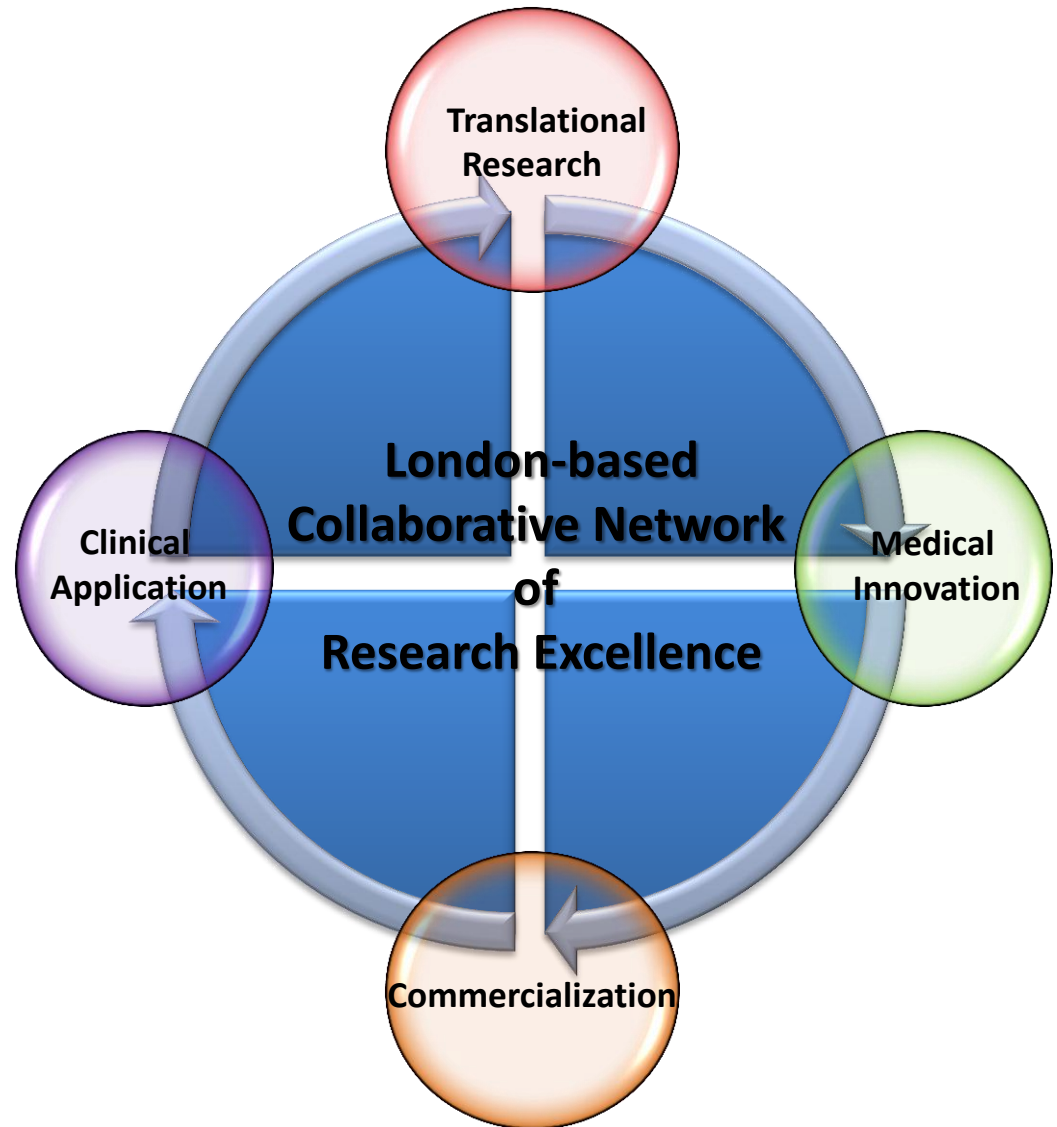 Translational
Research
London-based
Collaborative Network
of
Research Excellence
Clinical
Application
Medical
Innovation
Commercialization